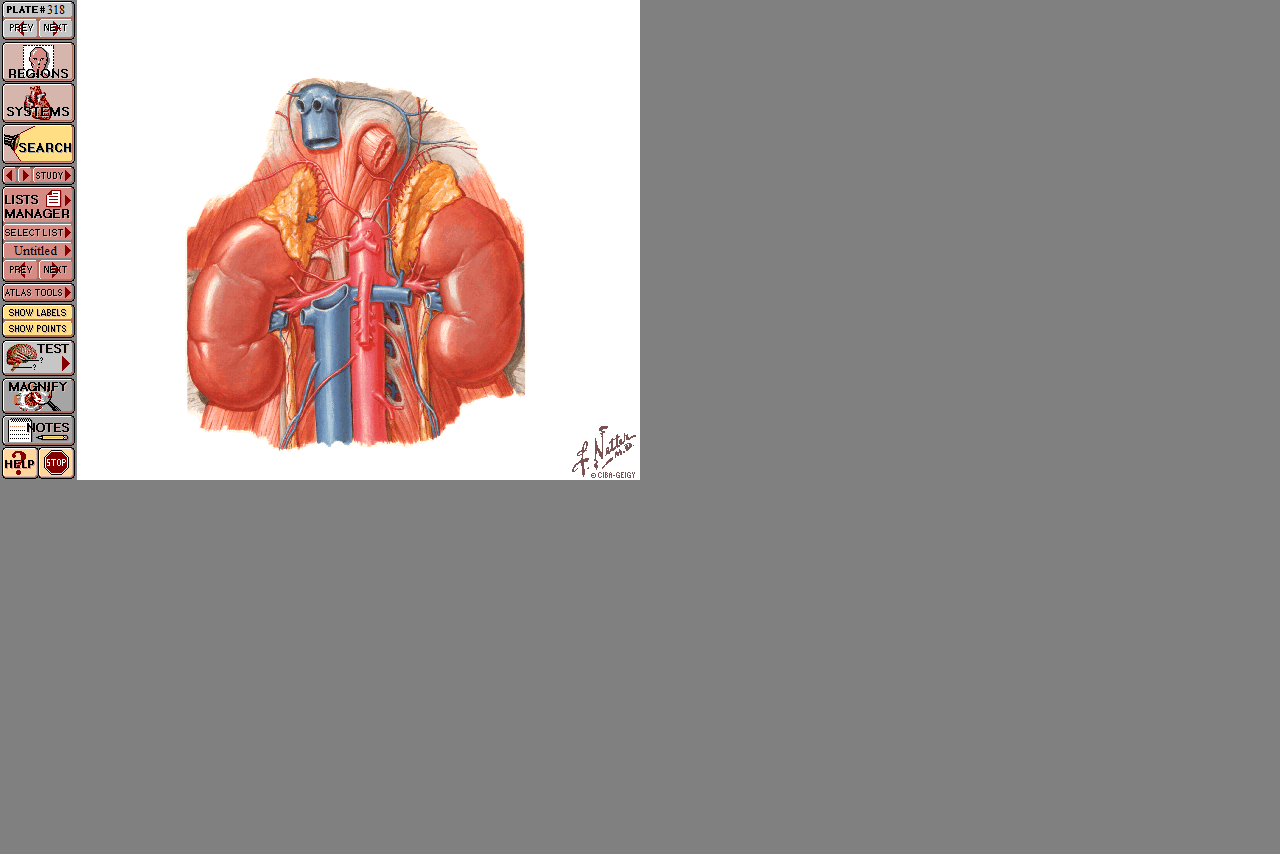 PLATE# 318
PREV NEXT
REGIONS
SYSTEMS
SEARCH
STUDY
LISTS
MANAGER
SELECT LIST
Untitled
PREV NEXT
ATLAS TOOLS
SHOW LABELS
SHOW POINTS
TEST
?
?
MAGNIFY
NOTES
?
HELP STOP
F. Netter
M.D.
© CIBA-GEIGY